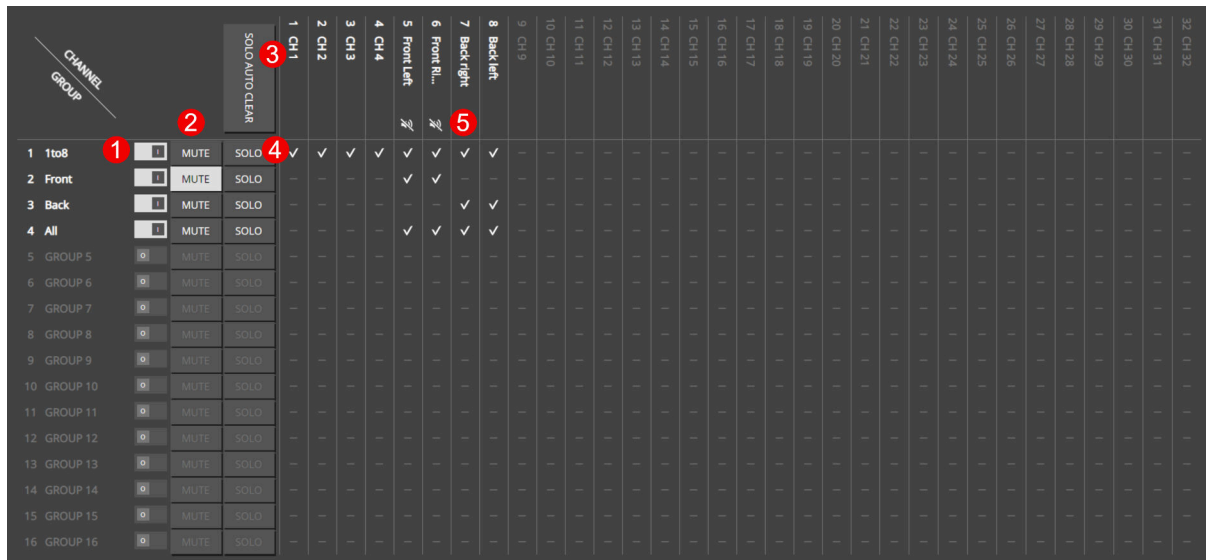 CHANNEL
GROUP
SOLO AUTO CLEAR
3
1 CH 1
2 CH 2
3 CH 3
4 CH 4
5 Front Left
6 Front Ri...
7 Back right
8 Back left
9 CH 9
10 CH 10
11 CH 11
12 CH 12
13 CH 13
14 CH 14
15 CH 15
16 CH 16
17 CH 17
18 CH 18
19 CH 19
20 CH 20
21 CH 21
22 CH 22
23 CH 23
24 CH 24
25 CH 25
26 CH 26
27 CH 27
28 CH 28
29 CH 29
30 CH 30
31 CH 31
32 CH 32
2
5
1 1to8 1 I MUTE SOLO 4
2 Front I MUTE SOLO
3 Back I MUTE SOLO
4 All I MUTE SOLO
5 GROUP 5 O MUTE SOLO
6 GROUP 6 O MUTE SOLO
7 GROUP 7 O MUTE SOLO
8 GROUP 8 O MUTE SOLO
9 GROUP 9 O MUTE SOLO
10 GROUP 10 O MUTE SOLO
11 GROUP 11 O MUTE SOLO
12 GROUP 12 O MUTE SOLO
13 GROUP 13 O MUTE SOLO
14 GROUP 14 O MUTE SOLO
15 GROUP 15 O MUTE SOLO
16 GROUP 16 O MUTE SOLO